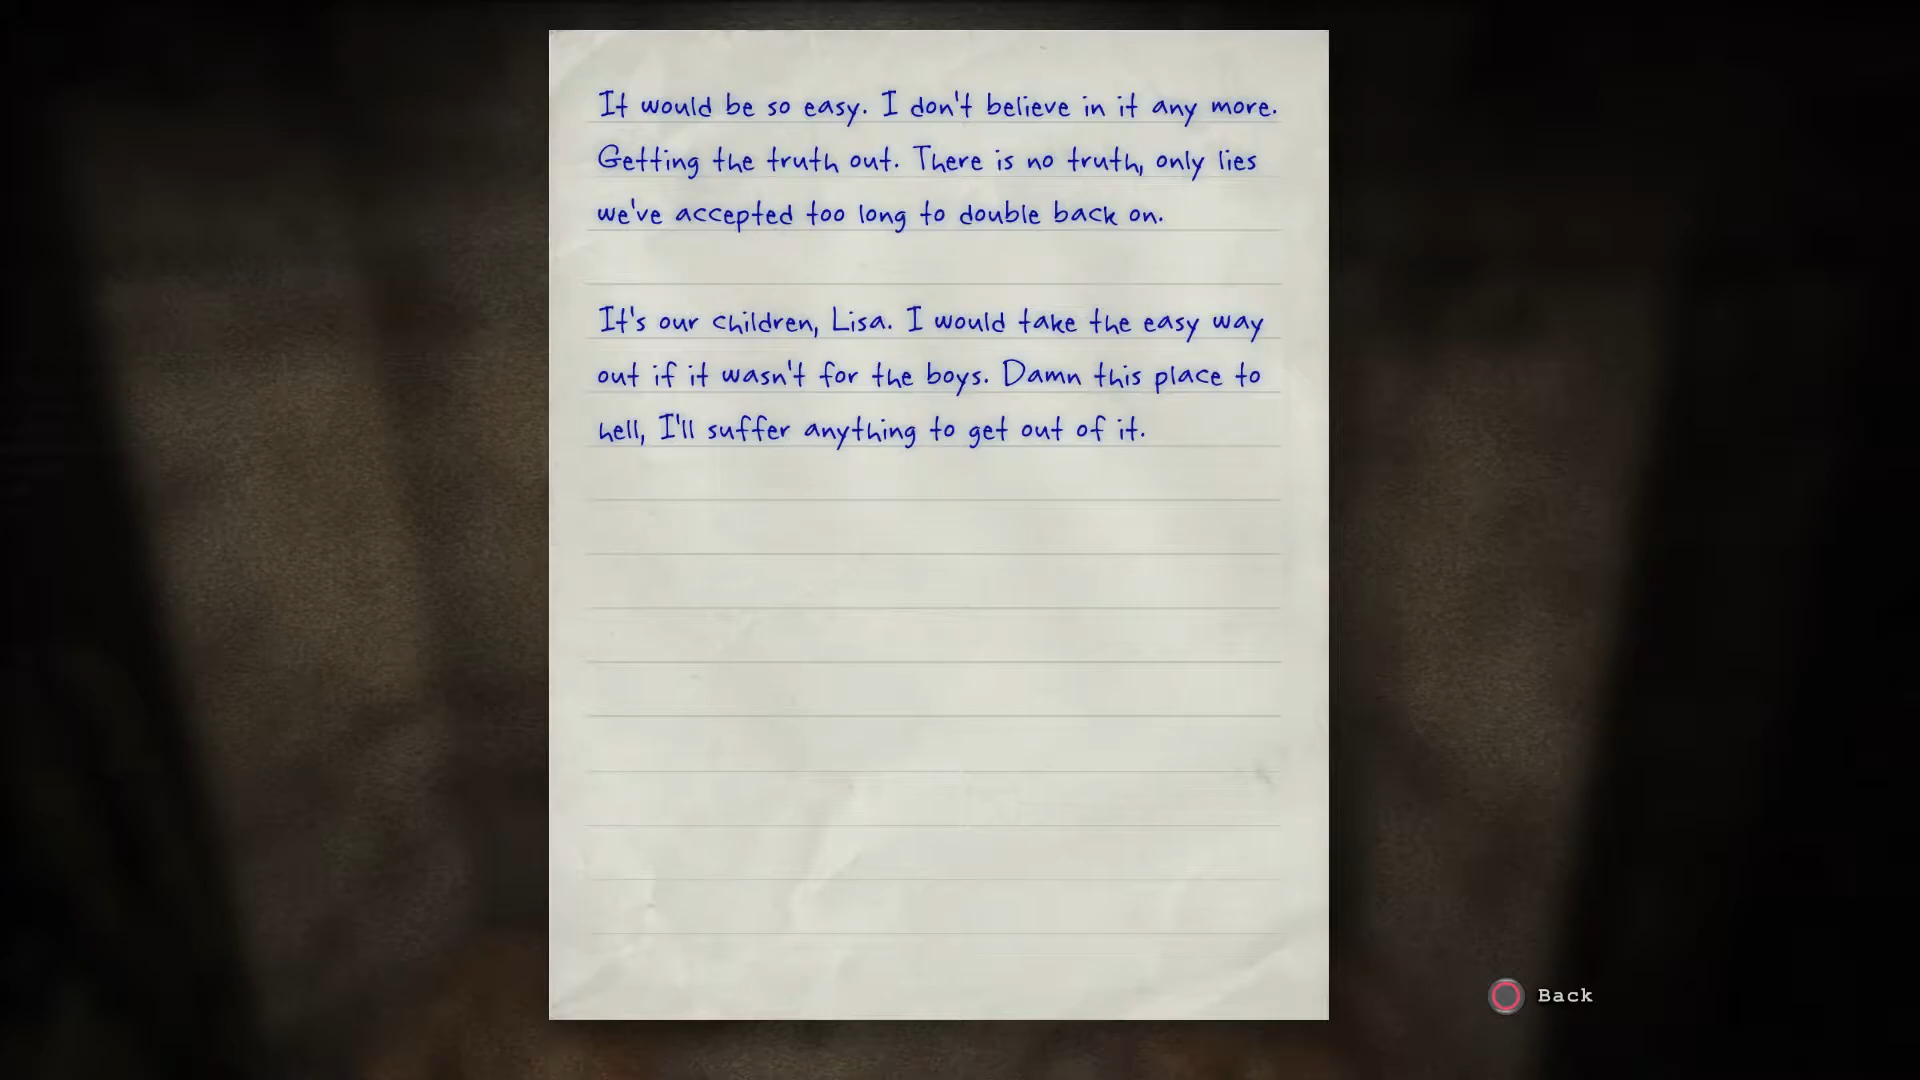 It would be so easy. I don't believe in it any more.
Getting the truth out. There is no truth, only lies
we've accepted too long to double back on.
It's our children, Lisa. I would take the easy way
out if it wasn't for the boys. Damn this place to
hell, I'll suffer anything to get out of it.
Back